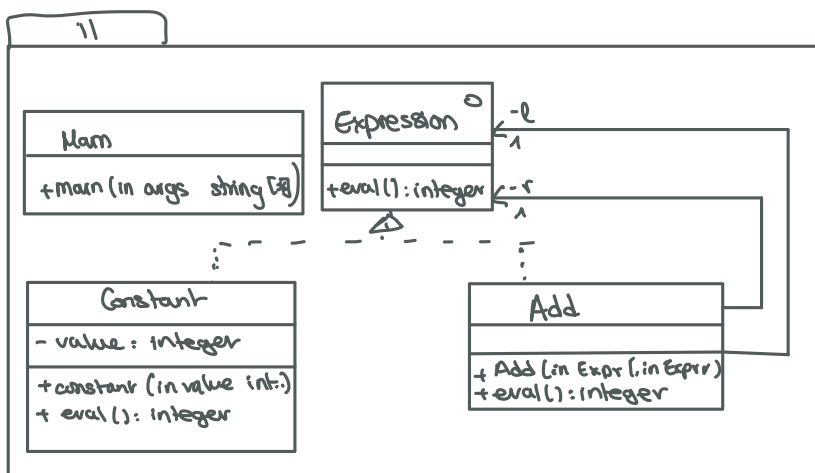 Main
+main (in args string [*])
Expression
+eval(): integer
-l
1
-r
1
Constant
- value: integer
+constant (in value int.:)
+ eval(): integer
Add
+ Add (in Expr l, in Expr r)
+eval(): integer